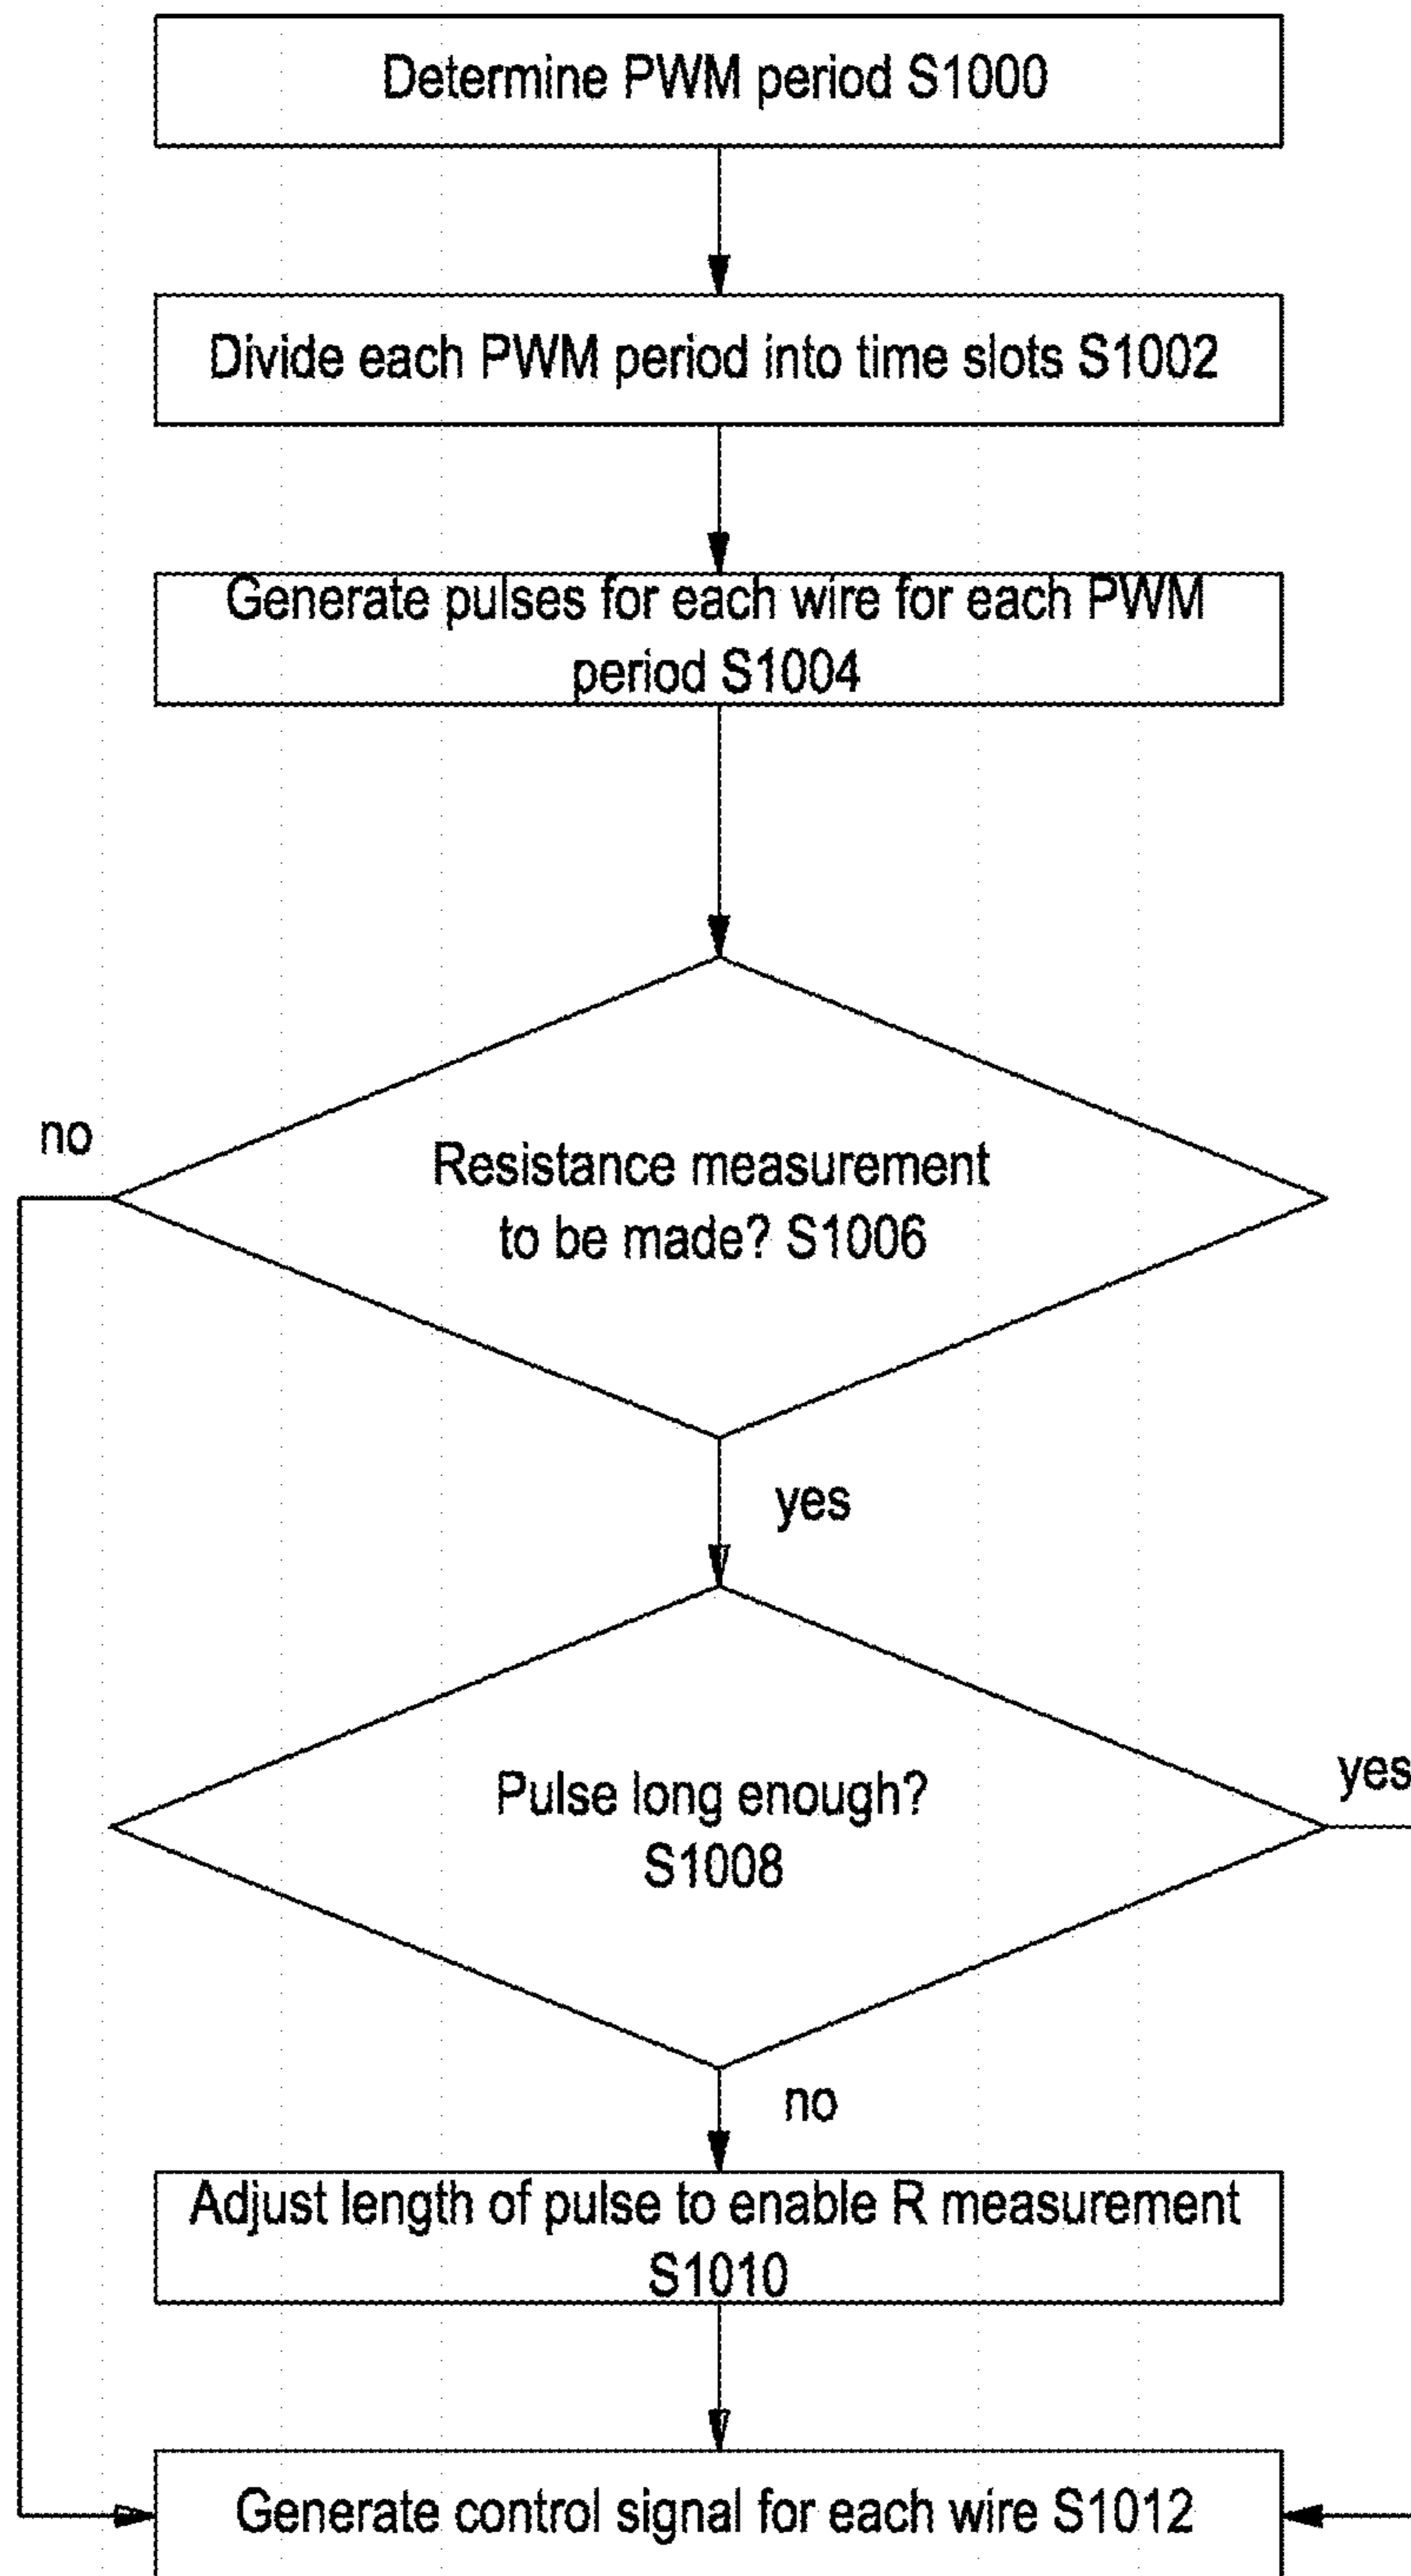 Determine PWM period S1000
Divide each PWM period into time slots S1002
Generate pulses for each wire for each PWM
period S1004
no
Resistance measurement
to be made? S1006
yes
Pulse long enough?
S1008
yes
no
Adjust length of pulse to enable R measurement
S1010
Generate control signal for each wire S1012